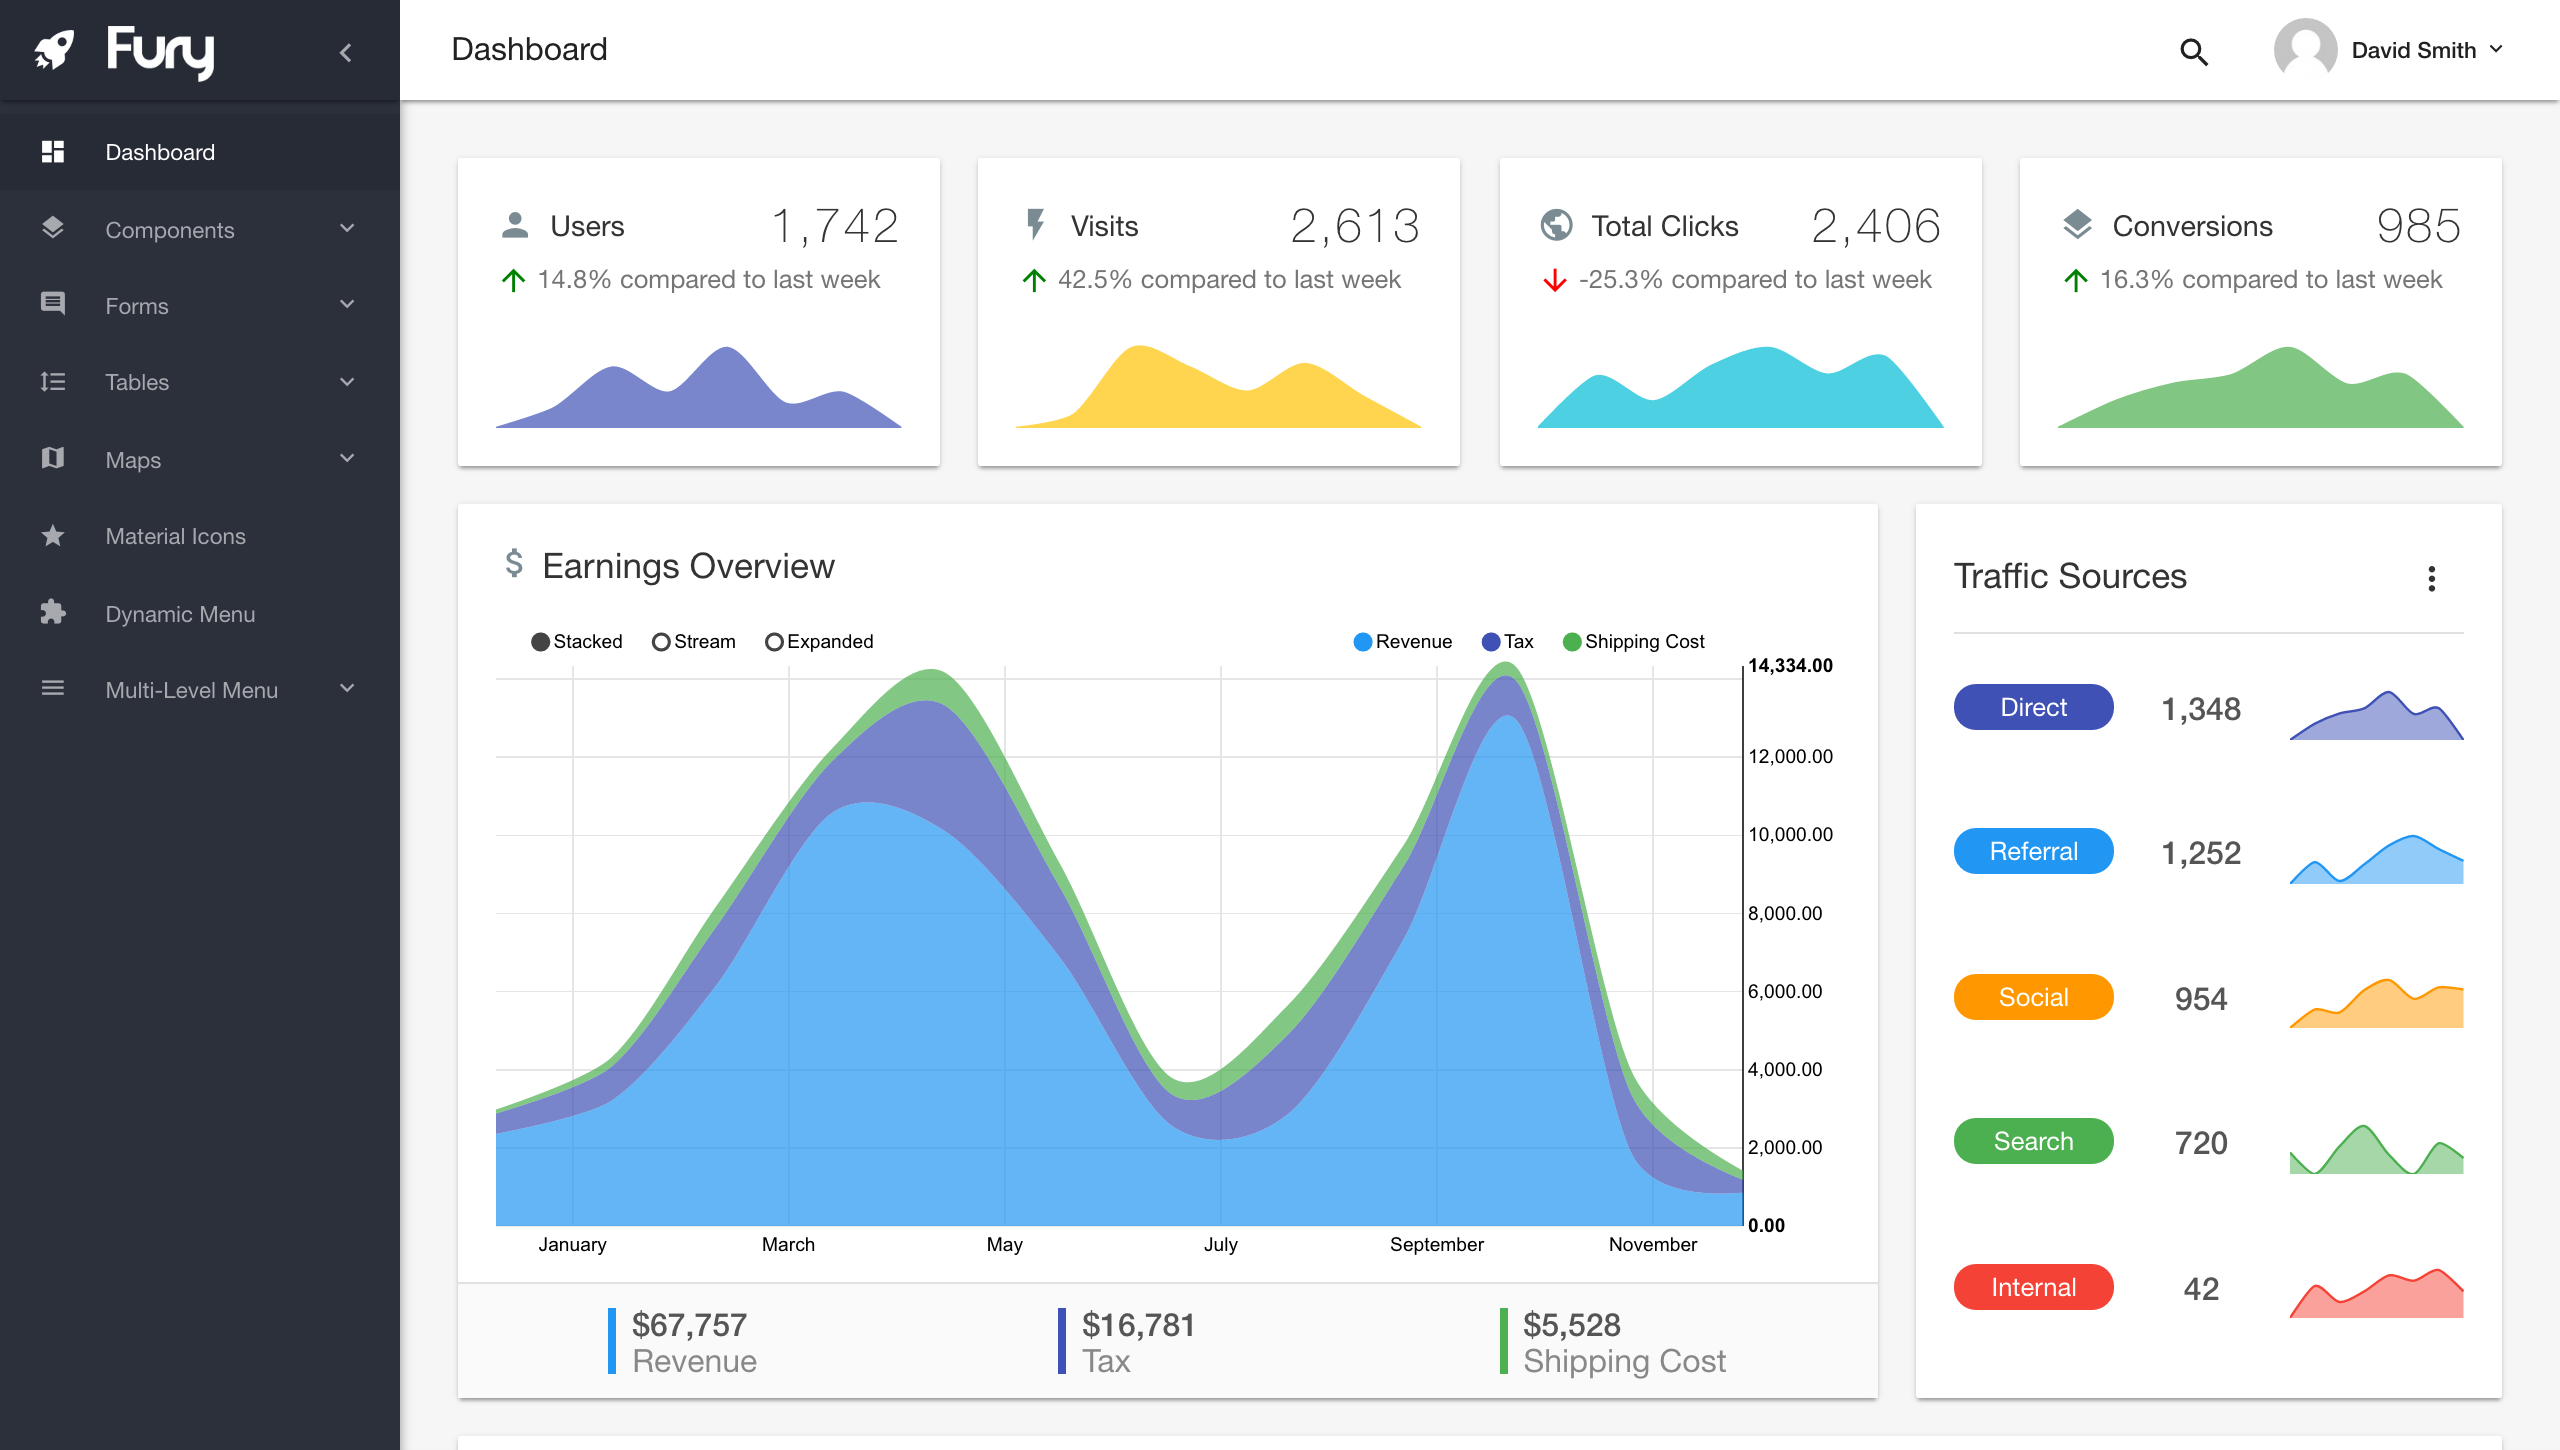 Fury
Dashboard
Components
Forms
Tables
Maps
Material Icons
Dynamic Menu
Multi-Level Menu
Dashboard
David Smith
Users 1,742
14.8% compared to last week
Visits 2,613
42.5% compared to last week
Total Clicks 2,406
-25.3% compared to last week
Conversions 985
16.3% compared to last week
$ Earnings Overview
Stacked Stream Expanded
Revenue Tax Shipping Cost
14,334.00
12,000.00
10,000.00
8,000.00
6,000.00
4,000.00
2,000.00
0.00
January March May July September November
$67,757
Revenue
$16,781
Tax
$5,528
Shipping Cost
Traffic Sources
Direct 1,348
Referral 1,252
Social 954
Search 720
Internal 42